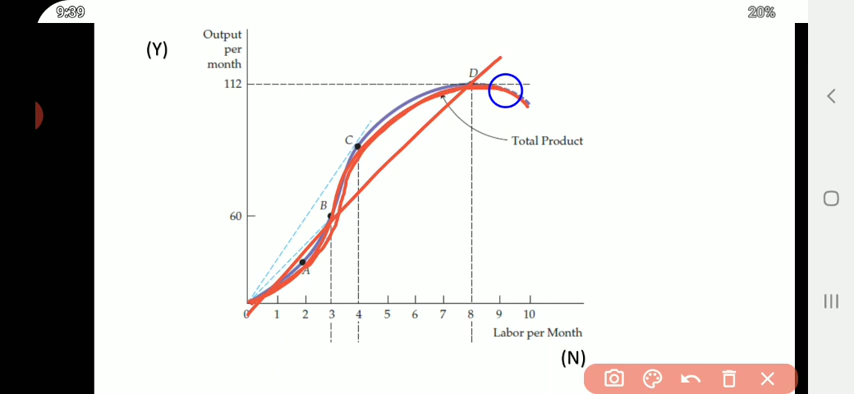 9:39
20%
(Y)
Output
per
month
112
D
C
Total Product
B
60
A
0 1 2 3 4 5 6 7 8 9 10
Labor per Month
(N)